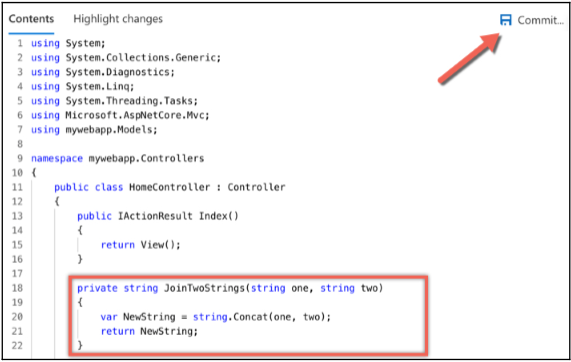 Contents Highlight changes Commit...
1 using System;
2 using System.Collections.Generic;
3 using System.Diagnostics;
4 using System.Linq;
5 using System.Threading.Tasks;
6 using Microsoft.AspNetCore.Mvc;
7 using mywebapp.Models;
8
9 namespace mywebapp.Controllers
10 {
11     public class HomeController : Controller
12     {
13         public IActionResult Index()
14         {
15             return View();
16         }
17
18         private string JoinTwoStrings(string one, string two)
19         {
20             var NewString = string.Concat(one, two);
21             return NewString;
22         }